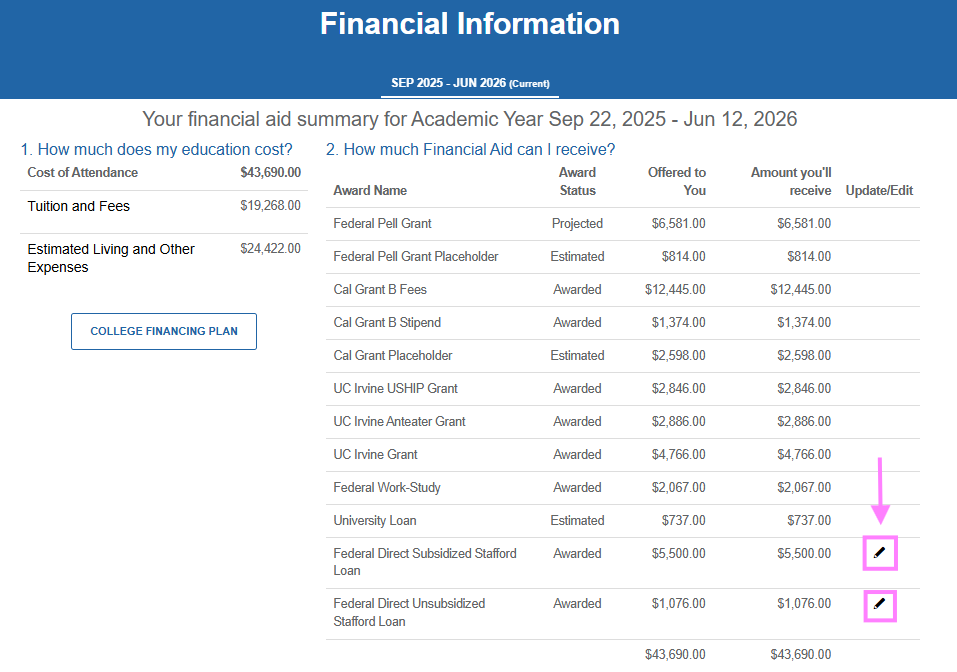 Financial Information
SEP 2025 - JUN 2026 (Current)
Your financial aid summary for Academic Year Sep 22, 2025 - Jun 12, 2026
1. How much does my education cost?
Cost of Attendance $43,690.00
Tuition and Fees $19,268.00
Estimated Living and Other $24,422.00
Expenses
COLLEGE FINANCING PLAN
2. How much Financial Aid can I receive?
Award Offered to Amount you'll
Award Name Status You receive Update/Edit
Federal Pell Grant Projected $6,581.00 $6,581.00
Federal Pell Grant Placeholder Estimated $814.00 $814.00
Cal Grant B Fees Awarded $12,445.00 $12,445.00
Cal Grant B Stipend Awarded $1,374.00 $1,374.00
Cal Grant Placeholder Estimated $2,598.00 $2,598.00
UC Irvine USHIP Grant Awarded $2,846.00 $2,846.00
UC Irvine Anteater Grant Awarded $2,886.00 $2,886.00
UC Irvine Grant Awarded $4,766.00 $4,766.00
Federal Work-Study Awarded $2,067.00 $2,067.00
University Loan Estimated $737.00 $737.00
Federal Direct Subsidized Stafford Awarded $5,500.00 $5,500.00
Loan
Federal Direct Unsubsidized Awarded $1,076.00 $1,076.00
Stafford Loan
$43,690.00 $43,690.00